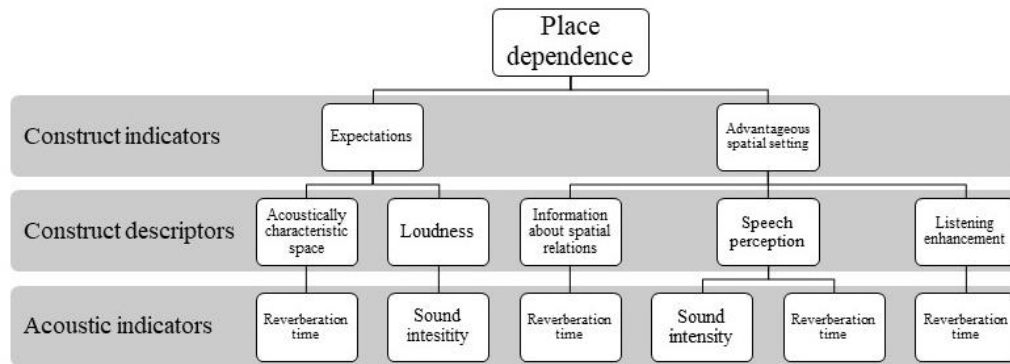 Place
dependence
Construct indicators
Expectations
Advantageous
spatial setting
Construct descriptors
Acoustically
characteristic
space
Loudness
Information
about spatial
relations
Speech
perception
Listening
enhancement
Acoustic indicators
Reverberation
time
Sound
intesitity
Reverberation
time
Sound
intensity
Reverberation
time
Reverberation
time